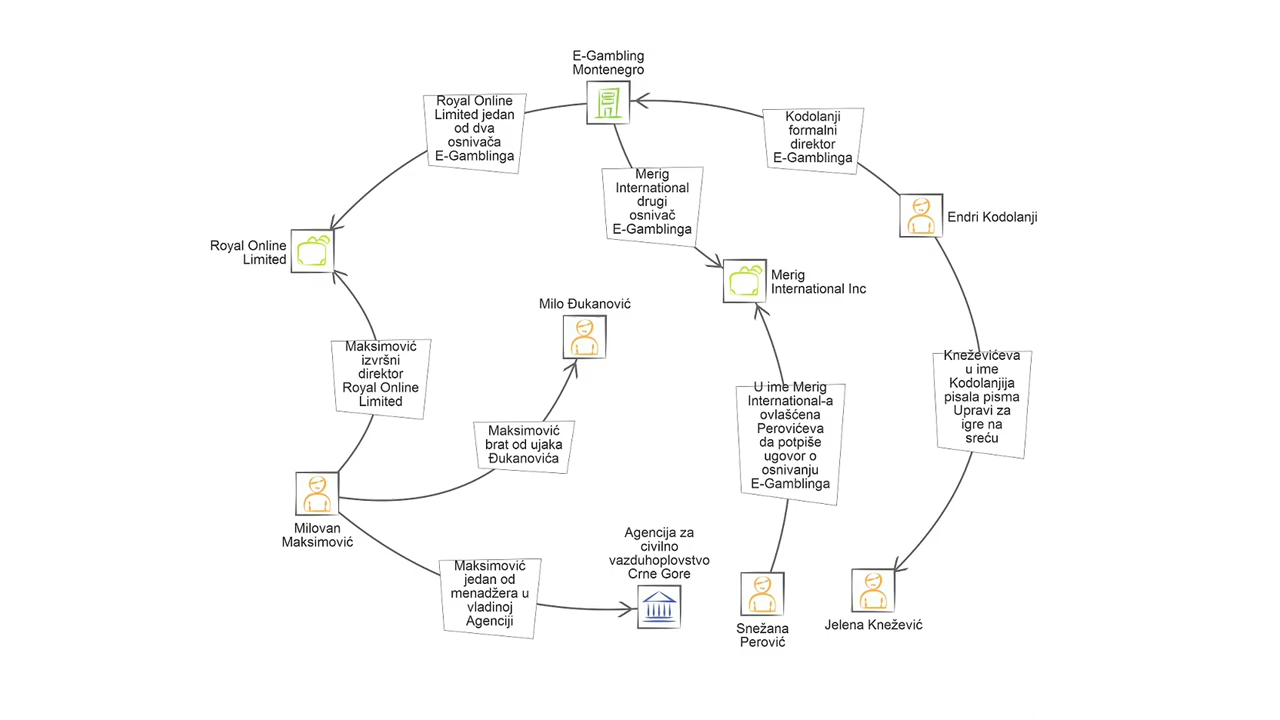 E-Gambling
Montenegro
Royal Online
Limited jedan
od dva
osnivača
E-Gamblinga
Kodolanji
formalni
direktor
E-Gamblinga
Merig
International
drugi
osnivač
E-Gamblinga
Endri Kodolanji
Royal Online
Limited
Merig
International Inc
Milo Đukanović
Maksimović
izvršni
direktor
Royal Online
Limited
Kneževićeva
u ime
Kodolanjija
pisala pisma
Upravi za
igre na
sreću
U ime Merig
International-a
ovlašćena
Perovićeva
da potpiše
ugovor o
osnivanju
E-Gamblinga
Maksimović
brat od ujaka
Đukanovića
Milovan
Maksimović
Agencija za
civilno
vazduhoplovstvo
Crne Gore
Maksimović
jedan od
menadžera u
vladinoj
Agenciji
Snežana
Perović
Jelena Knežević